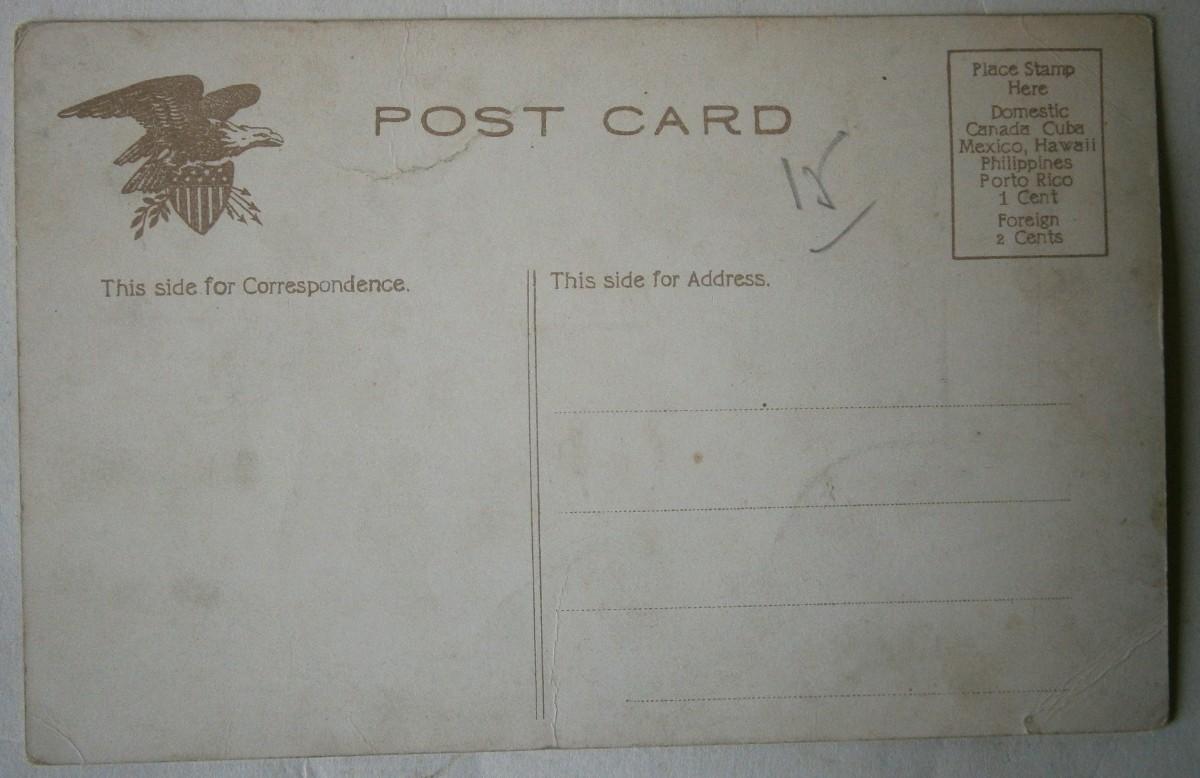 POST CARD
15
Place Stamp
Here
Domestic
Canada Cuba
Mexico, Hawaii
Philippines
Porto Rico
1 Cent
Foreign
2 Cents
This side for Correspondence.
This side for Address.